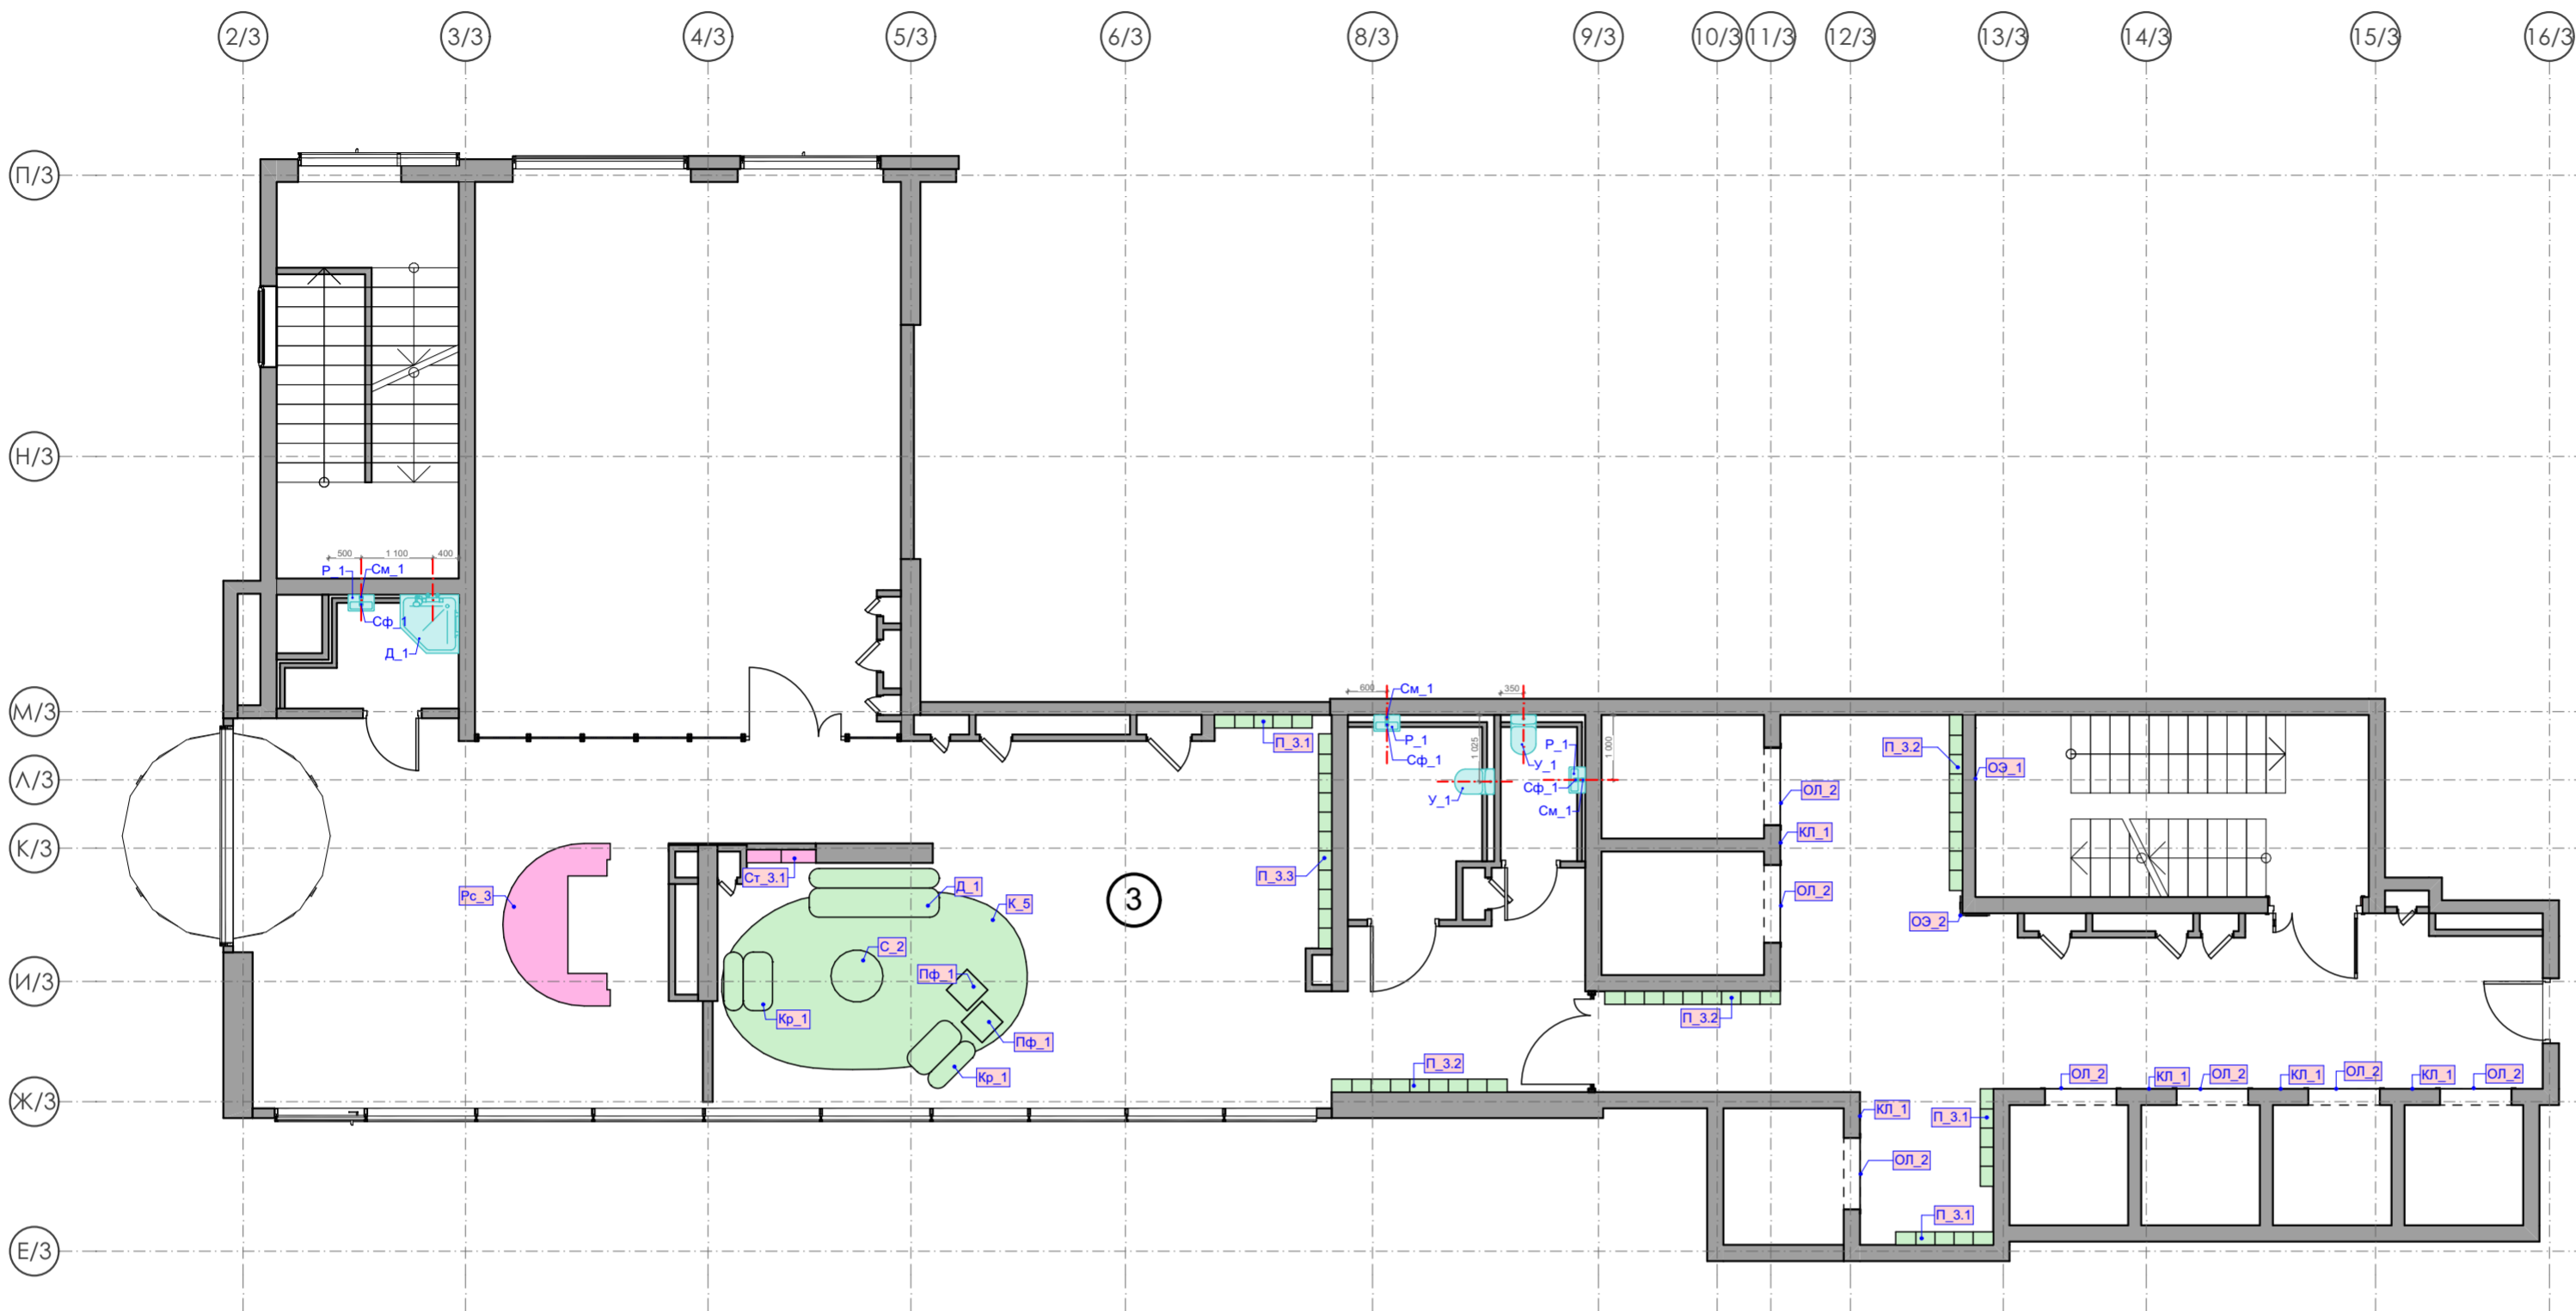 2/3
3/3
4/3
5/3
6/3
8/3
9/3
10/3
11/3
12/3
13/3
14/3
15/3
16/3
П/3
Н/3
500
1 100
400
Р_1
См_1
Сф_1
Д_1
М/3
600
См_1
350
П_3.1
Р_1
Сф_1
1 025
Р_1
1 000
У_1
П_3.2
ОЭ_1
Л/3
У_1
Сф_1
См_1
ОЛ_2
КЛ_1
К/3
Рс_3
Ст_3.1
Д_1
К_5
3
П_3.3
ОЛ_2
ОЭ_2
С_2
Пф_1
И/3
Кр_1
Пф_1
П_3.2
Кр_1
П_3.2
ОЛ_2
КЛ_1
ОЛ_2
КЛ_1
ОЛ_2
КЛ_1
ОЛ_2
Ж/3
КЛ_1
П_3.1
ОЛ_2
П_3.1
Е/3